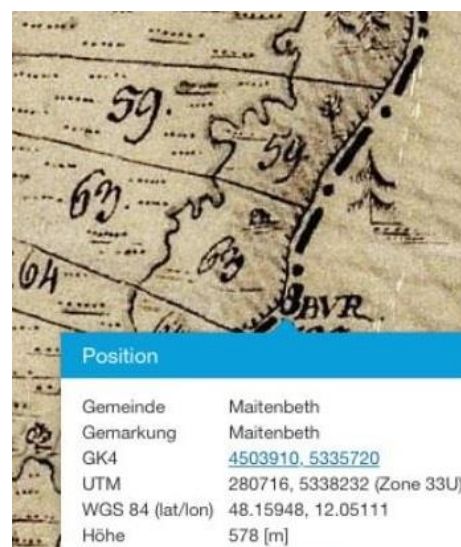 59.
59.
63.
63
64
BVR
Position
Gemeinde Maitenbeth
Gemarkung Maitenbeth
GK4 4503910, 5335720
UTM 280716, 5338232 (Zone 33U)
WGS 84 (lat/lon) 48.15948, 12.05111
Höhe 578 [m]